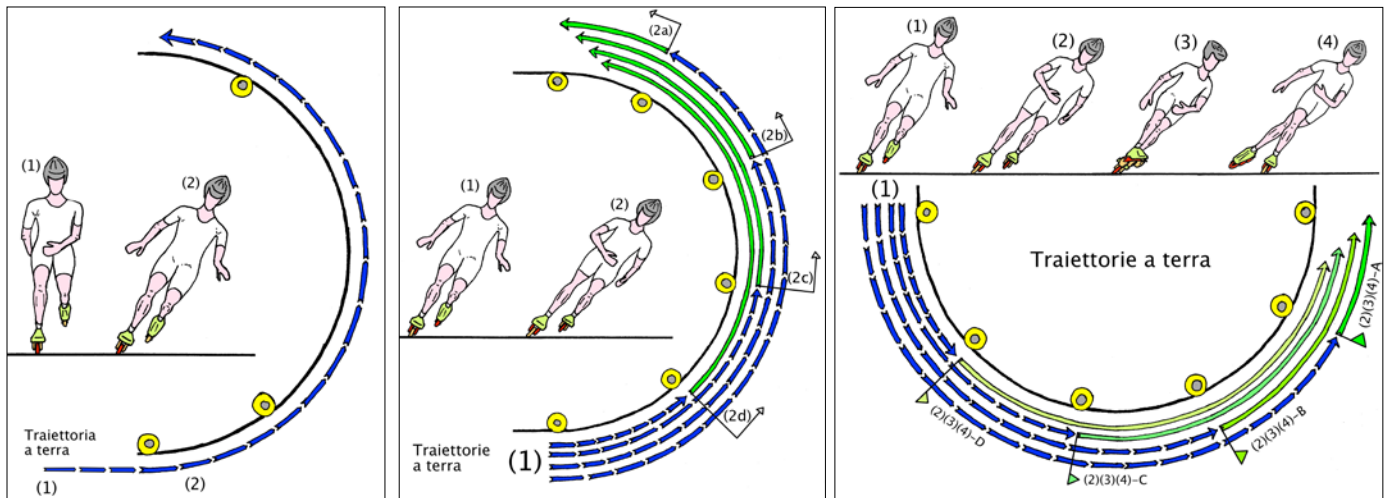 (1)
(2)
Traiettoria
a terra
(1)
(2)
(2a)
(2b)
(1)
(2)
(2c)
(2d)
Traiettorie
a terra
(1)
(1)
(2)
(3)
(4)
(1)
Traiettorie a terra
(2)(3)(4)-A
(2)(3)(4)-B
(2)(3)(4)-D
(2)(3)(4)-C